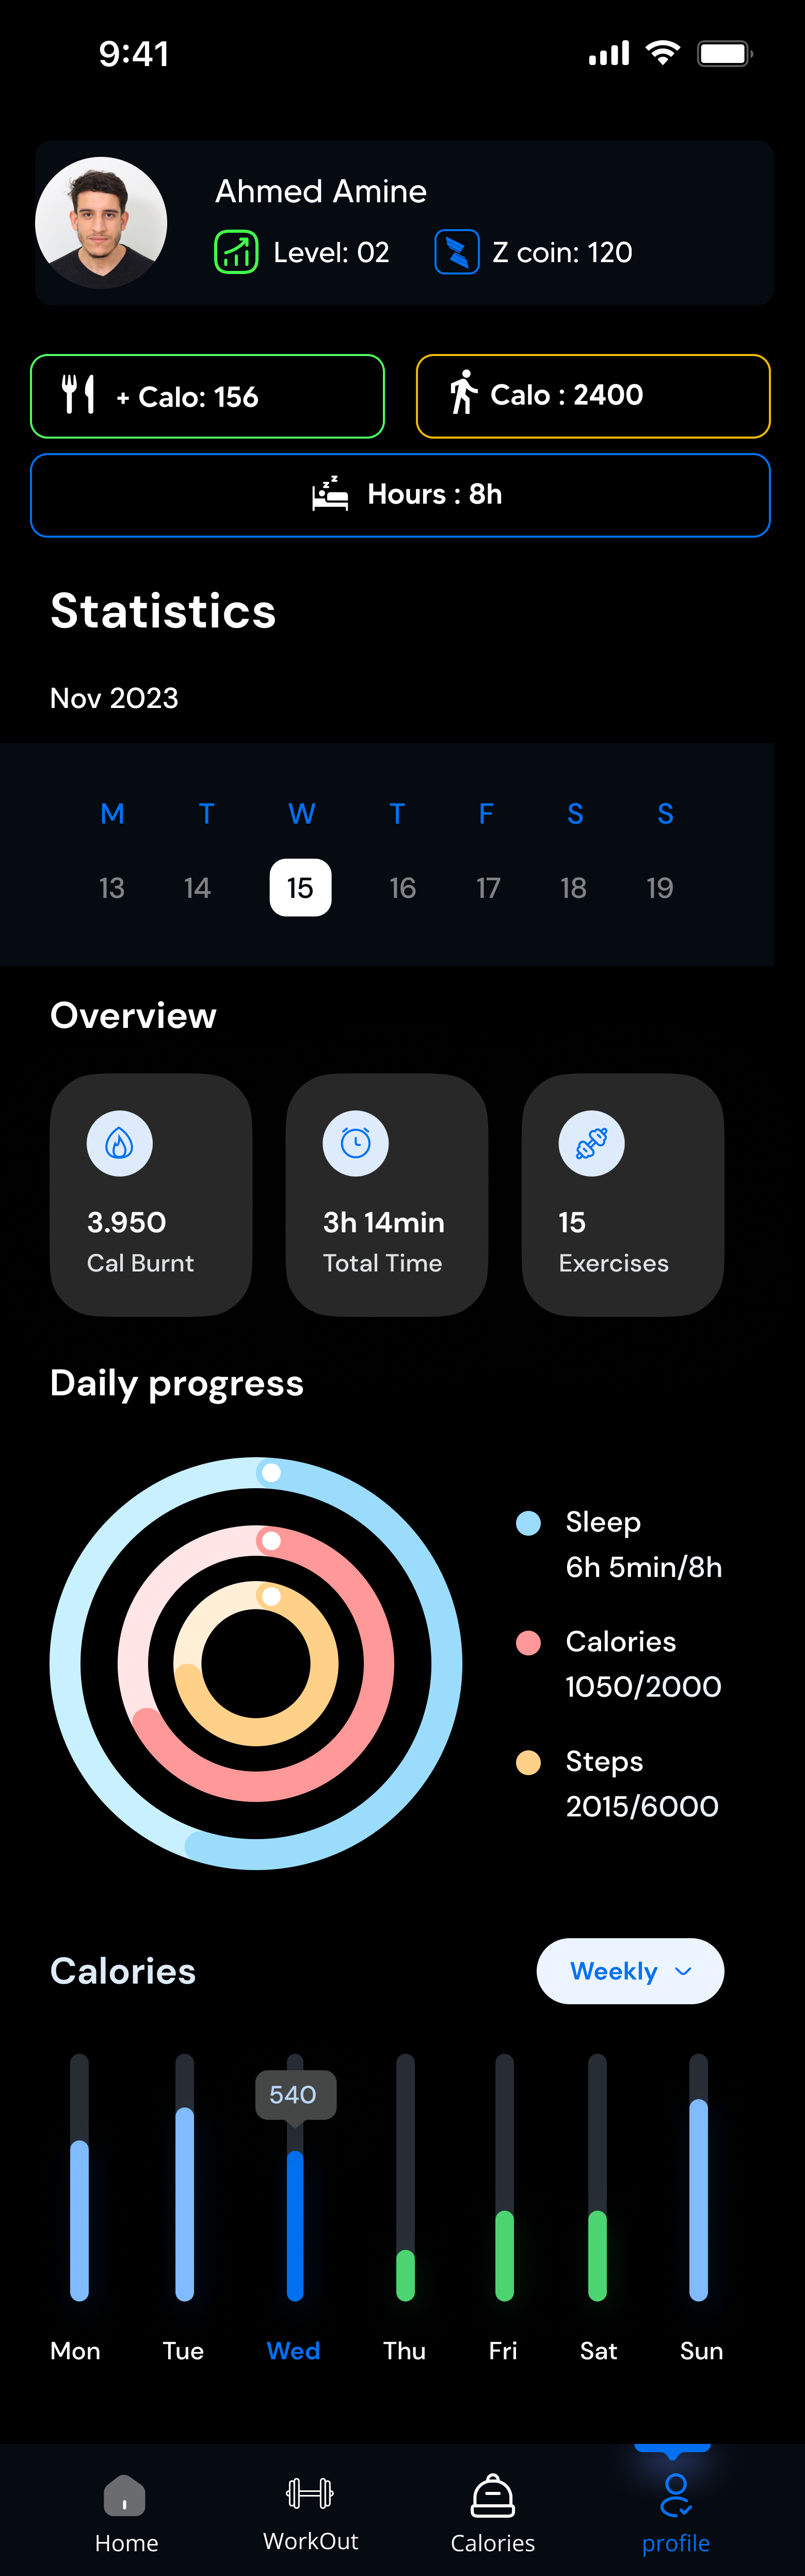 9:41
Ahmed Amine
Level: 02 Z coin: 120
+ Calo: 156 Calo : 2400
z z
Hours : 8h
Statistics
Nov 2023
M T W T F S S
13 14 15 16 17 18 19
Overview
3.950 3h 14min 15
Cal Burnt Total Time Exercises
Daily progress
Sleep
6h 5min/8h
Calories
1050/2000
Steps
2015/6000
Calories Weekly
540
Mon Tue Wed Thu Fri Sat Sun
Home WorkOut Calories profile